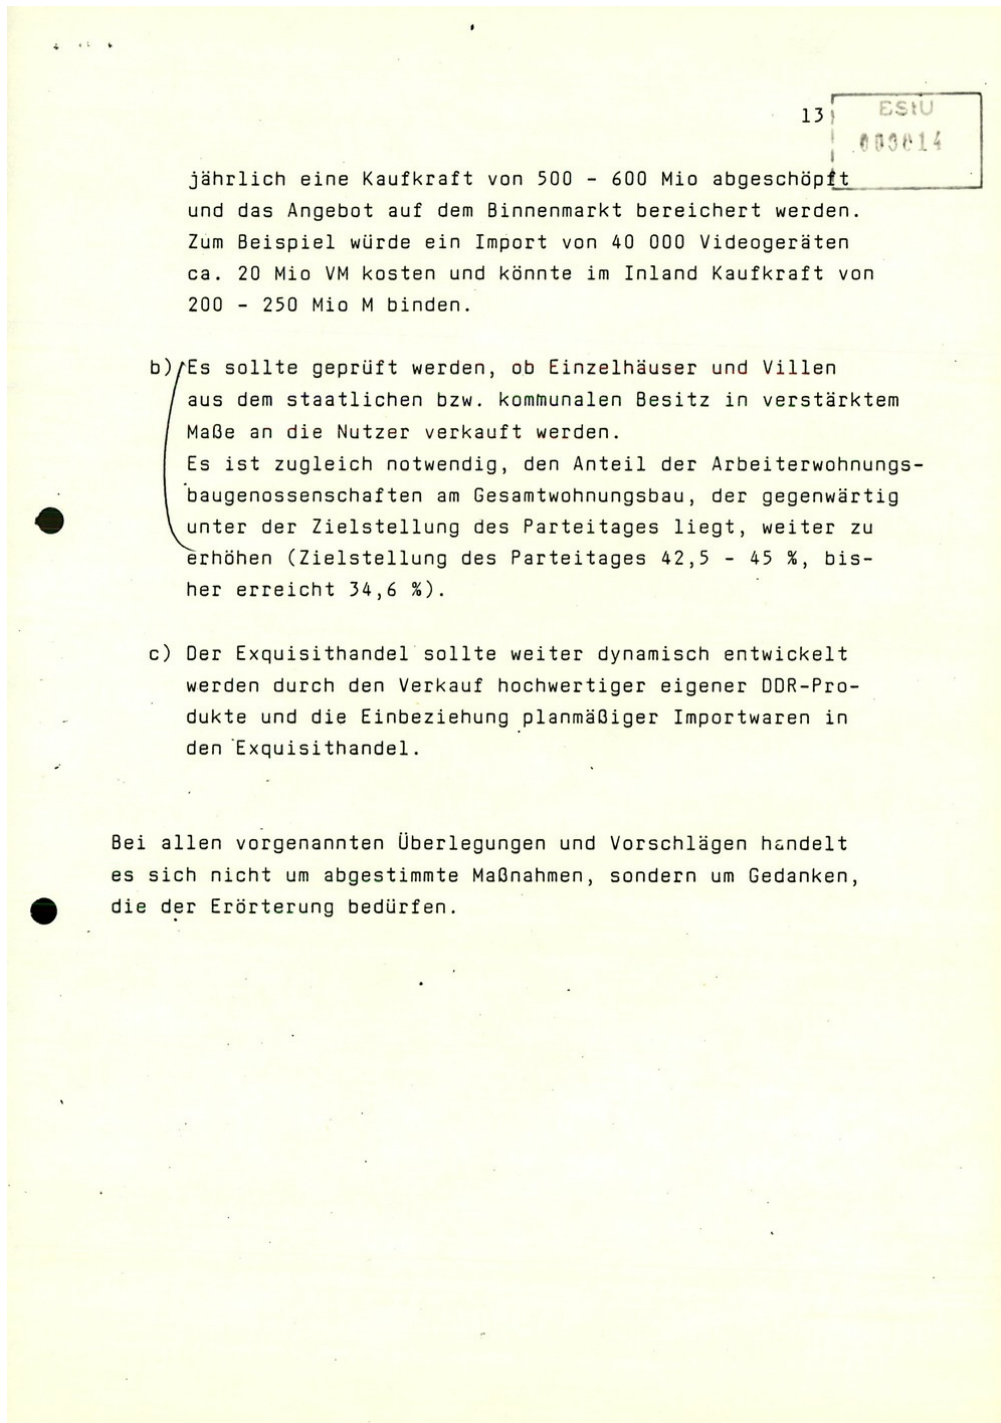 13
BStU
000014
jährlich eine Kaufkraft von 500 - 600 Mio abgeschöpft
und das Angebot auf dem Binnenmarkt bereichert werden.
Zum Beispiel würde ein Import von 40 000 Videogeräten
ca. 20 Mio VM kosten und könnte im Inland Kaufkraft von
200 - 250 Mio M binden.
b) Es sollte geprüft werden, ob Einzelhäuser und Villen
aus dem staatlichen bzw. kommunalen Besitz in verstärktem
Maße an die Nutzer verkauft werden.
Es ist zugleich notwendig, den Anteil der Arbeiterwohnungs-
baugenossenschaften am Gesamtwohnungsbau, der gegenwärtig
unter der Zielstellung des Parteitages liegt, weiter zu
erhöhen (Zielstellung des Parteitages 42,5 - 45 %, bis-
her erreicht 34,6 %).
c) Der Exquisithandel sollte weiter dynamisch entwickelt
werden durch den Verkauf hochwertiger eigener DDR-Pro-
dukte und die Einbeziehung planmäßiger Importwaren in
den Exquisithandel.
Bei allen vorgenannten Überlegungen und Vorschlägen handelt
es sich nicht um abgestimmte Maßnahmen, sondern um Gedanken,
die der Erörterung bedürfen.